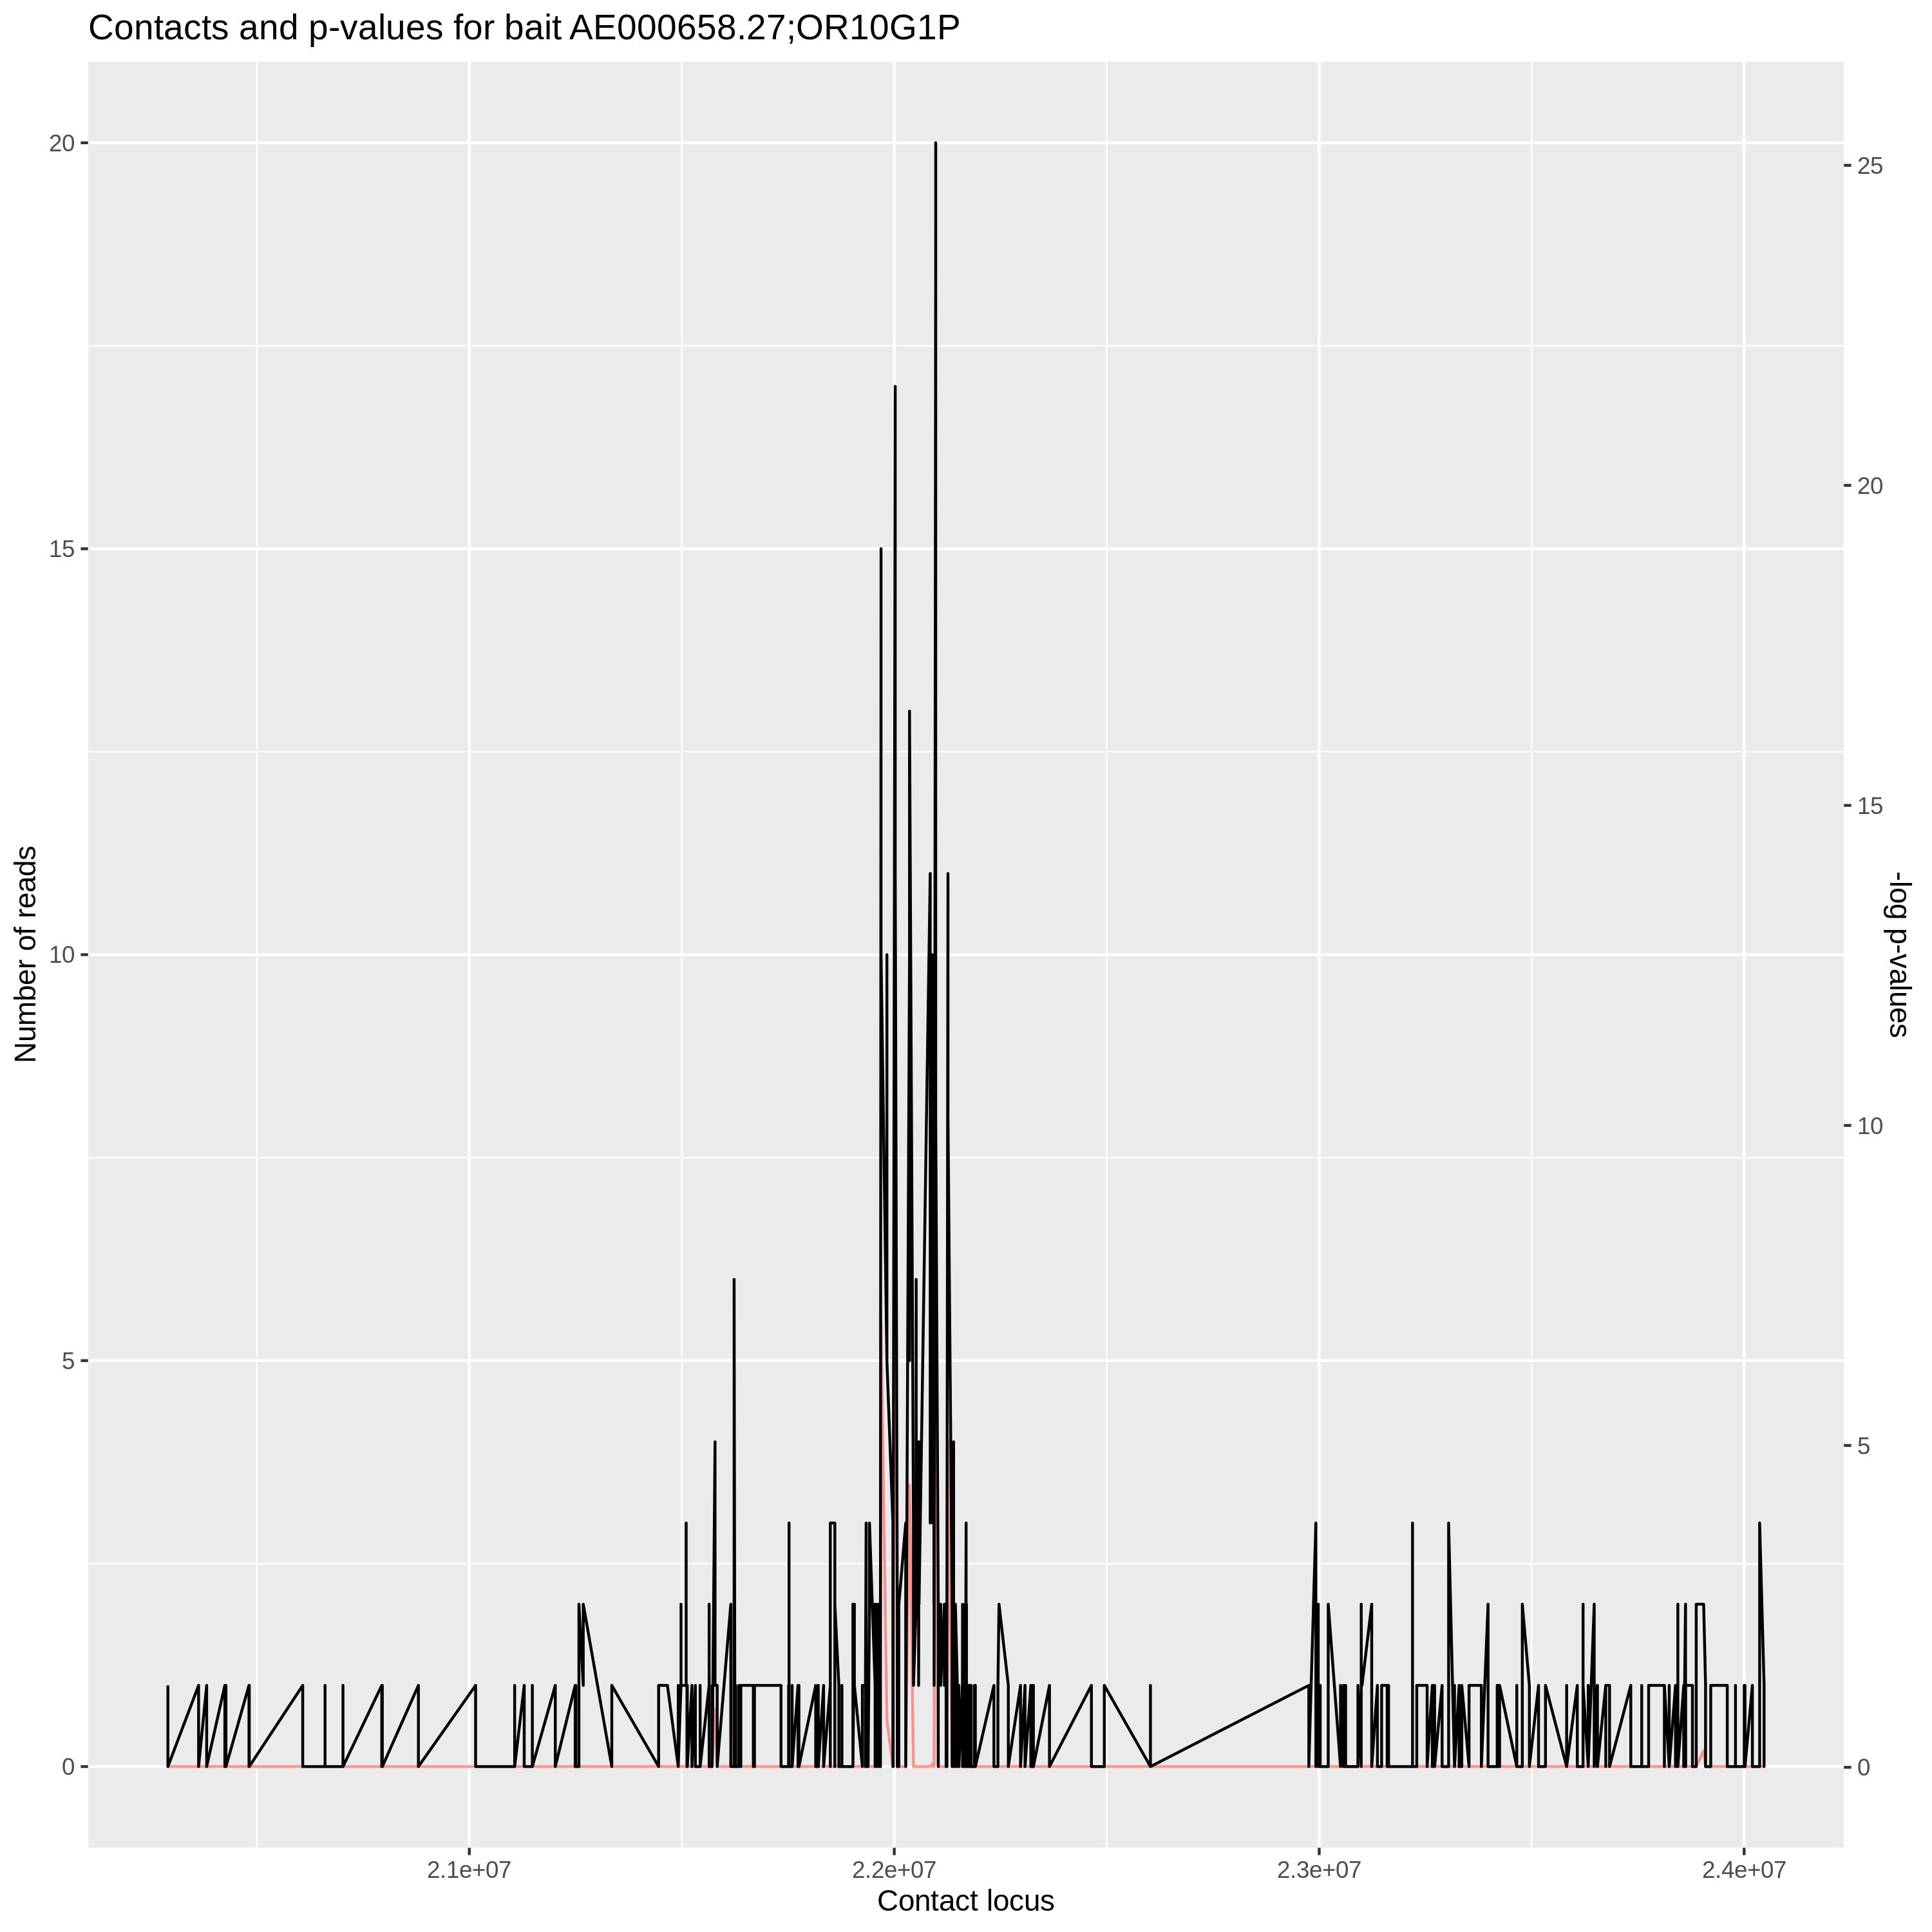 Contacts and p-values for bait AE000658.27;OR10G1P
20
15
10
5
0
Number of reads
25
20
15
10
5
0
-log p-values
2.1e+07
2.2e+07
2.3e+07
2.4e+07
Contact locus